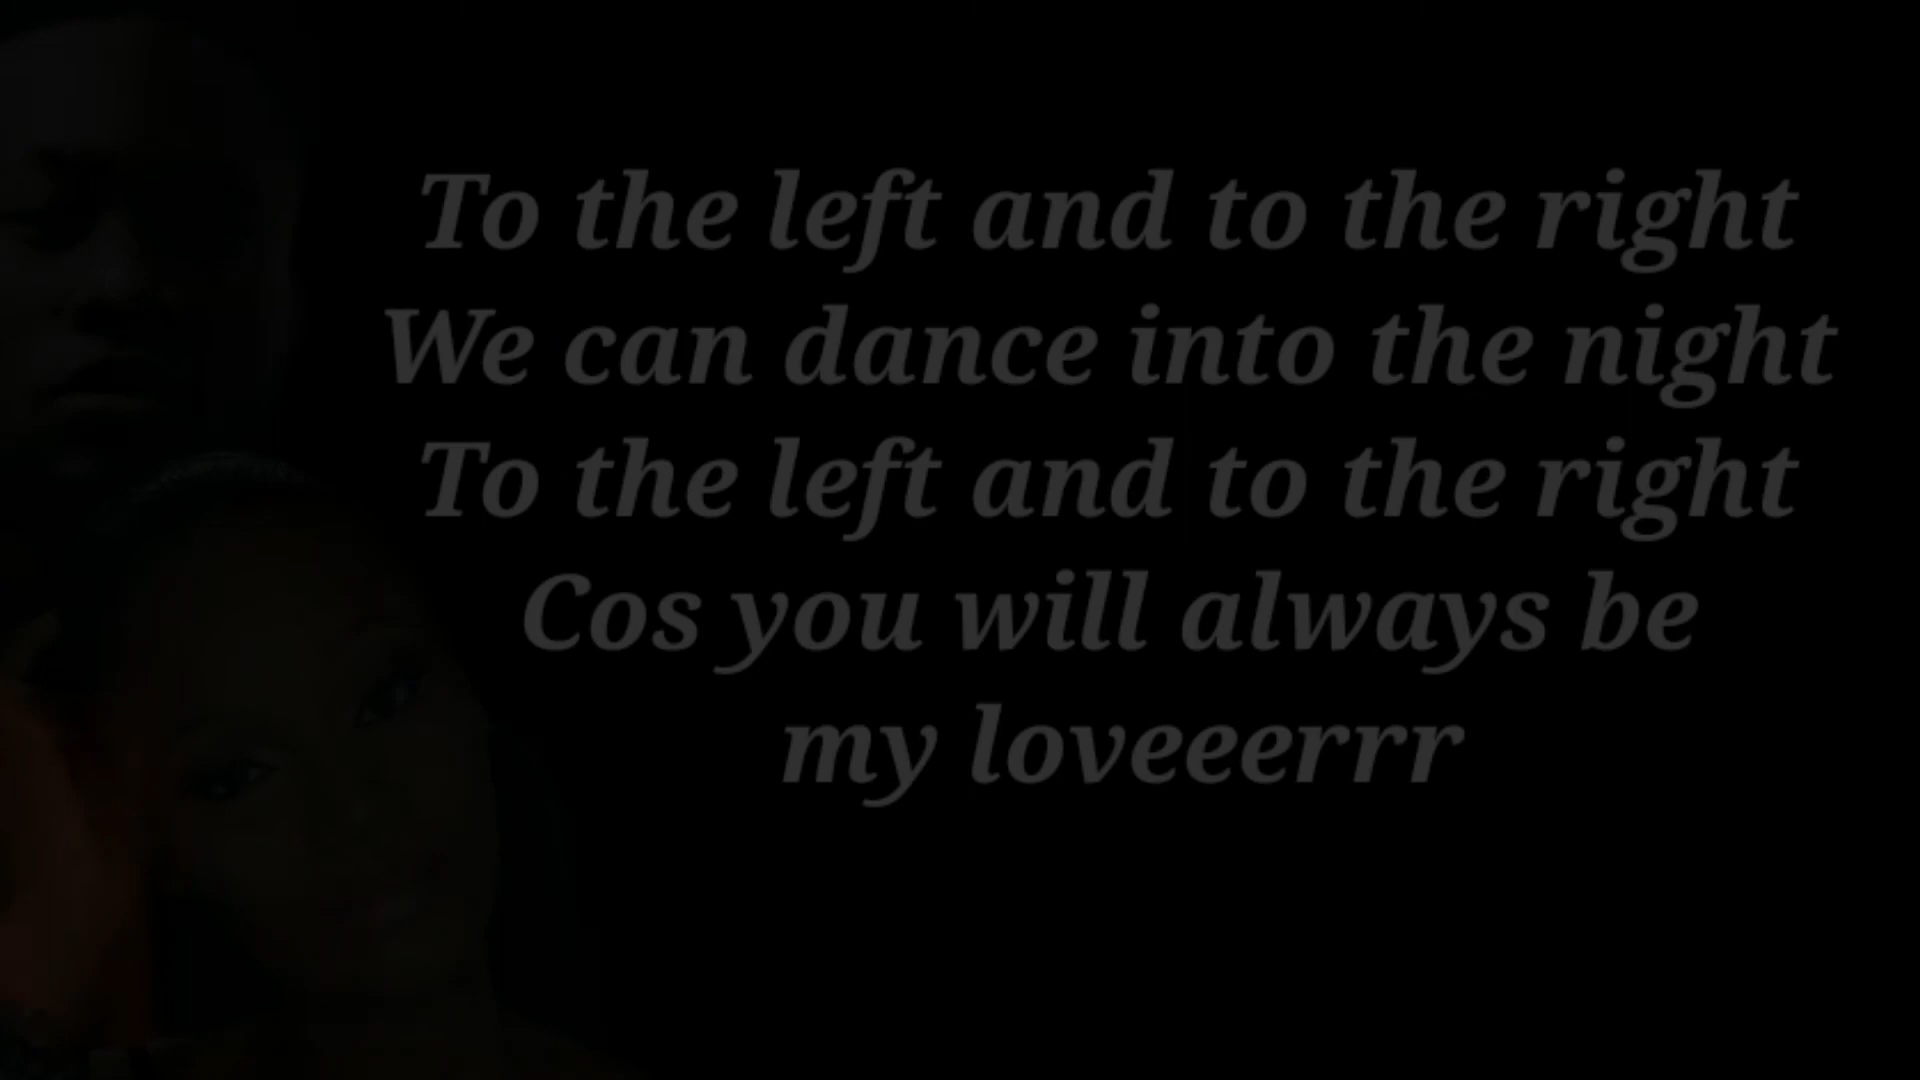 To the left and to the right
We can dance into the night
To the left and to the right
Cos you will always be
my loveeerrr